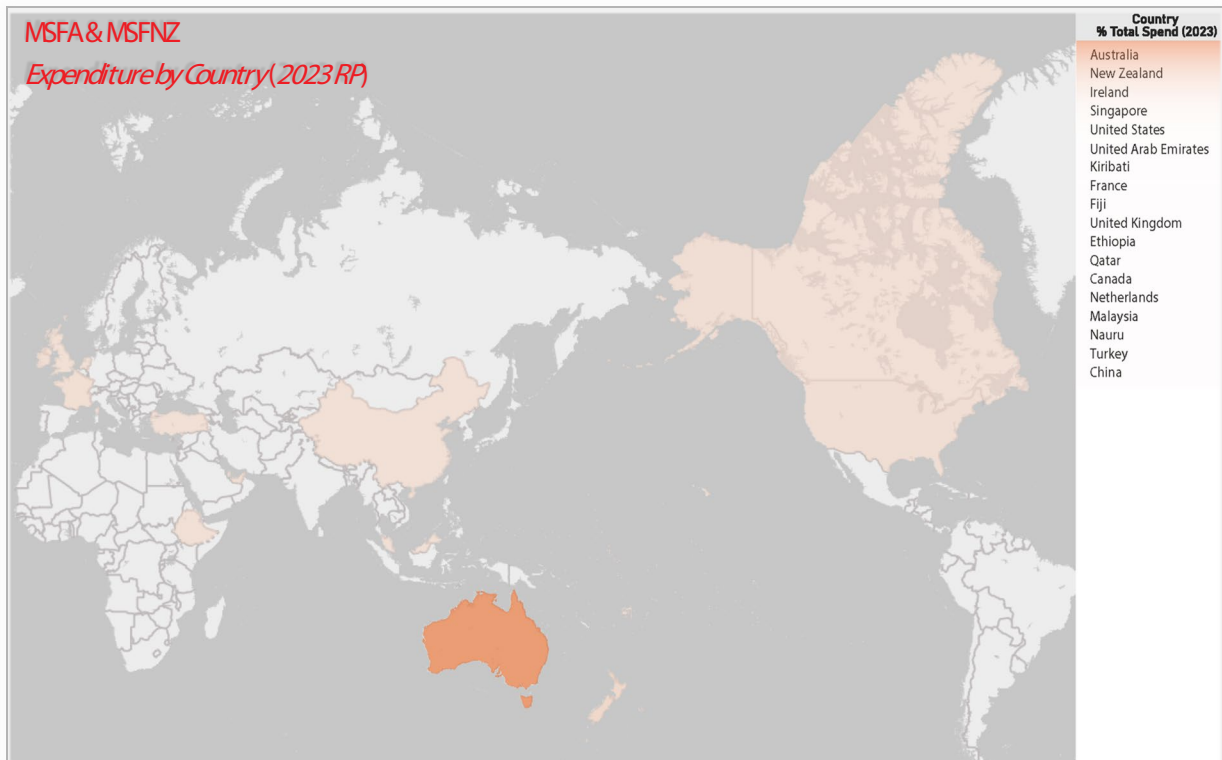 MSFA & MSFNZ
Expenditure by Country (2023 RP)
Country
% Total Spend (2023)
Australia
New Zealand
Ireland
Singapore
United States
United Arab Emirates
Kiribati
France
Fiji
United Kingdom
Ethiopia
Qatar
Canada
Netherlands
Malaysia
Nauru
Turkey
China